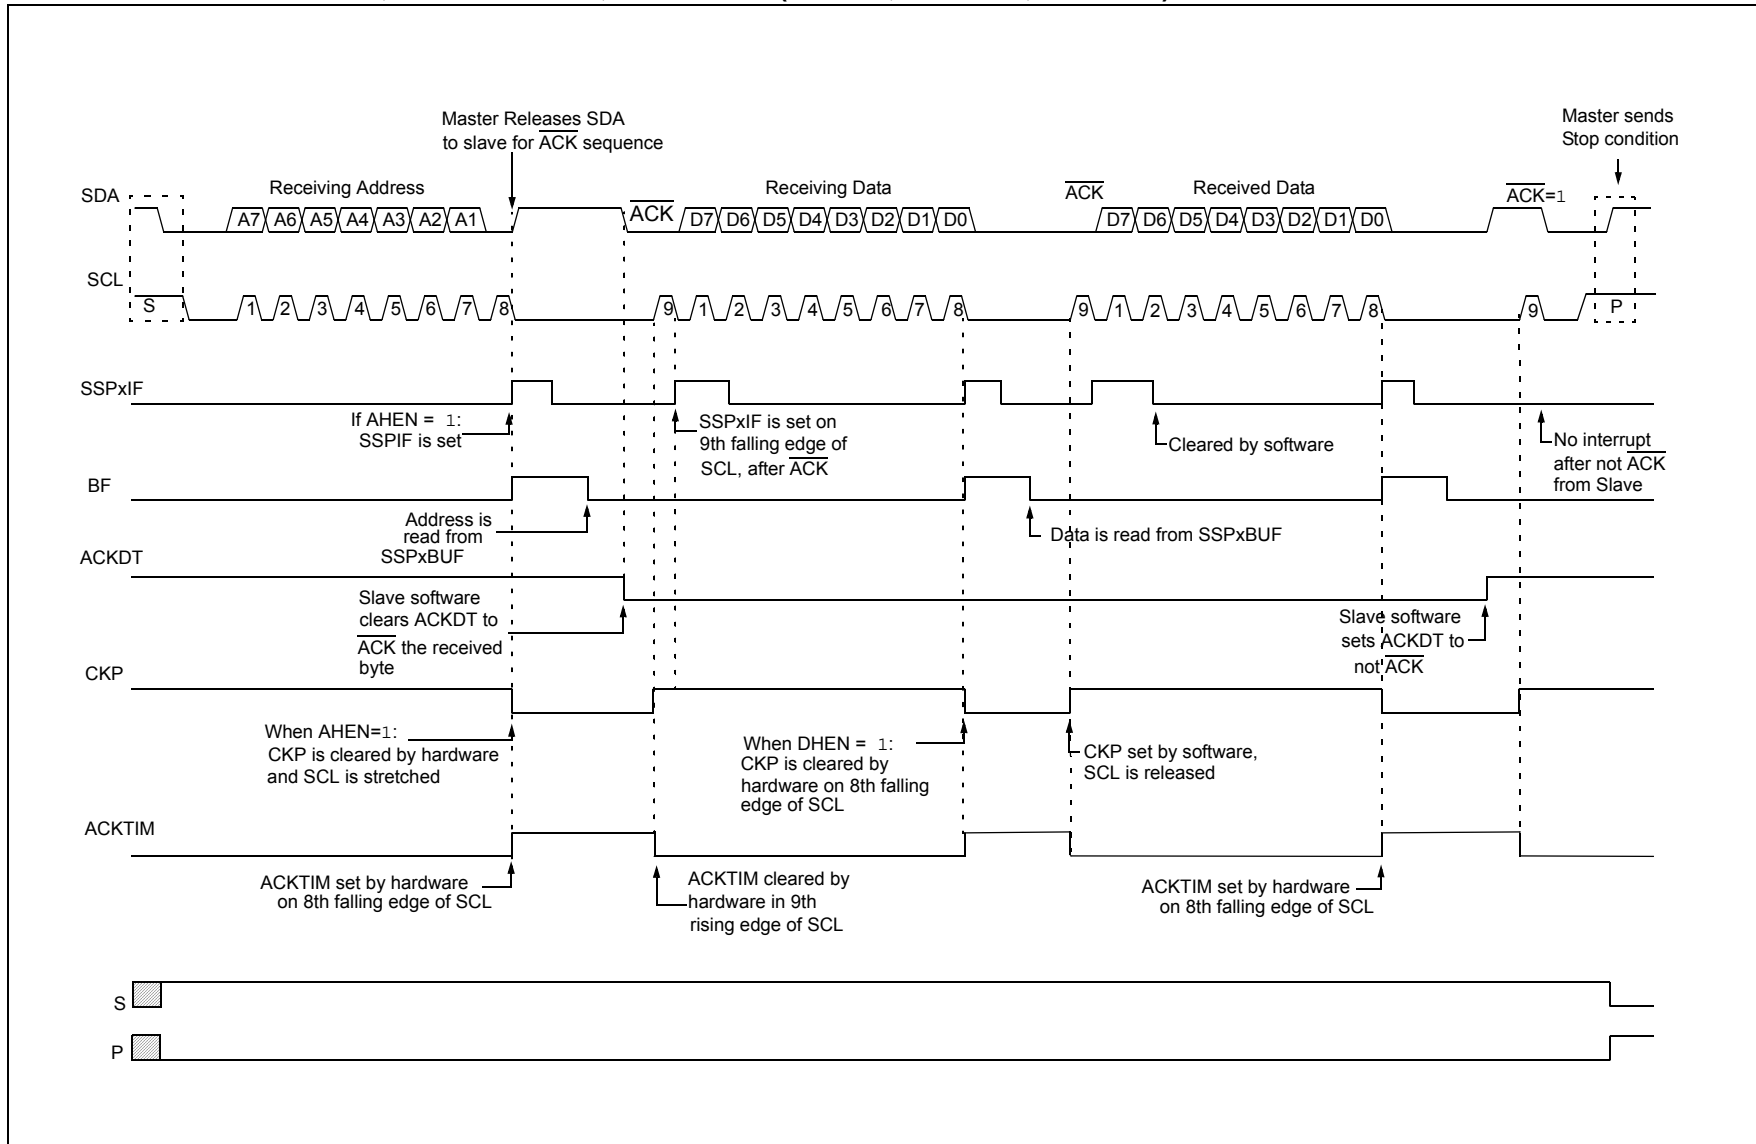 Master Releases SDA
to slave for ACK sequence
Master sends
Stop condition
SDA
Receiving Address
ACK
Receiving Data
ACK
Received Data
ACK=1
A7 A6 A5 A4 A3 A2 A1
D7 D6 D5 D4 D3 D2 D1 D0
D7 D6 D5 D4 D3 D2 D1 D0
SCL
S
1 2 3 4 5 6 7 8
9 1 2 3 4 5 6 7 8
9 1 2 3 4 5 6 7 8
9
P
SSPxIF
If AHEN = 1:
SSPIF is set
SSPxIF is set on
9th falling edge of
SCL, after ACK
Cleared by software
No interrupt
after not ACK
from Slave
BF
Address is
read from
SSPxBUF
Data is read from SSPxBUF
ACKDT
Slave software
clears ACKDT to
ACK the received
byte
Slave software
sets ACKDT to
not ACK
CKP
When AHEN=1:
CKP is cleared by hardware
and SCL is stretched
When DHEN = 1:
CKP is cleared by
hardware on 8th falling
edge of SCL
CKP set by software,
SCL is released
ACKTIM
ACKTIM set by hardware
on 8th falling edge of SCL
ACKTIM cleared by
hardware in 9th
rising edge of SCL
ACKTIM set by hardware
on 8th falling edge of SCL
S
P